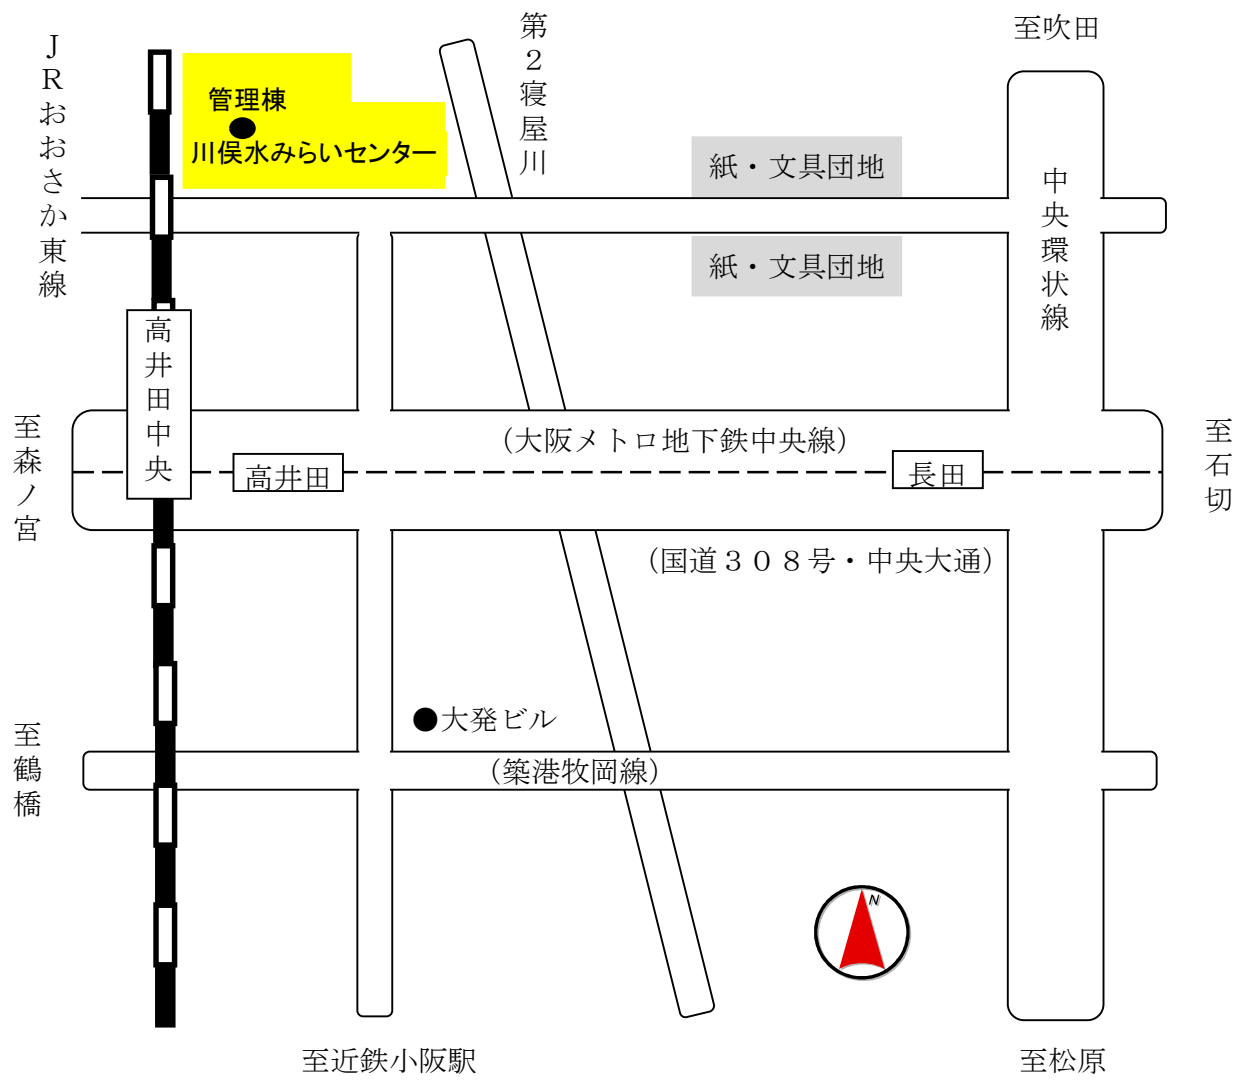 至吹田
JRおおさか東線
第2寝屋川
管理棟
川俣水みらいセンター
紙・文具団地
中央環状線
紙・文具団地
高井田中央
至森ノ宮
(大阪メトロ地下鉄中央線)
至石切
高井田
長田
(国道308号・中央大通)
●大発ビル
至鶴橋
(築港牧岡線)
N
至近鉄小阪駅
至松原